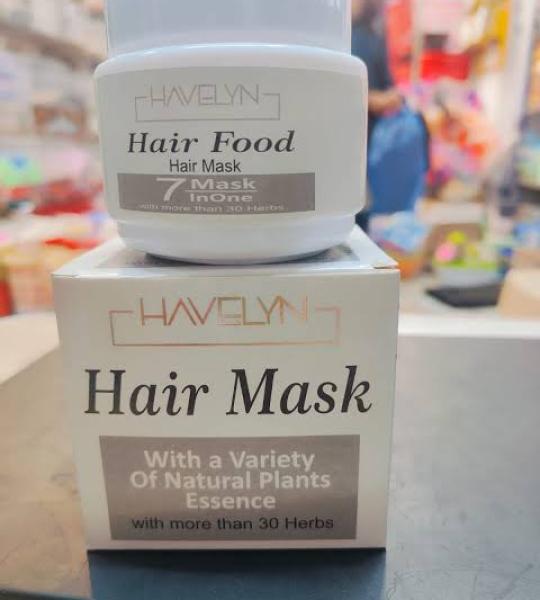 HAVELYN
Hair Food
Hair Mask
7 Mask
InOne
with more than 30 Herbs
HAVELYN
Hair Mask
With a Variety
Of Natural Plants
Essence
with more than 30 Herbs